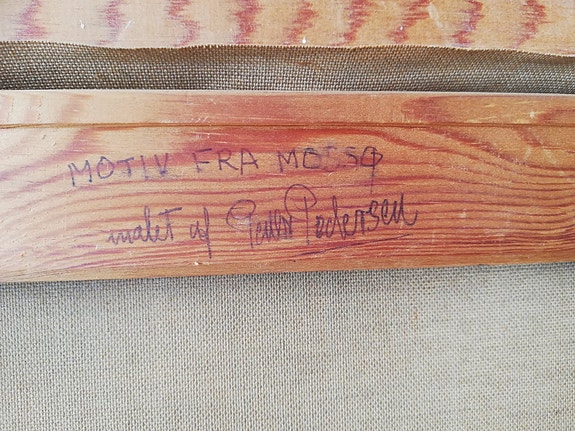 MOTIV FRA MOSSØ
malet af Pedersen